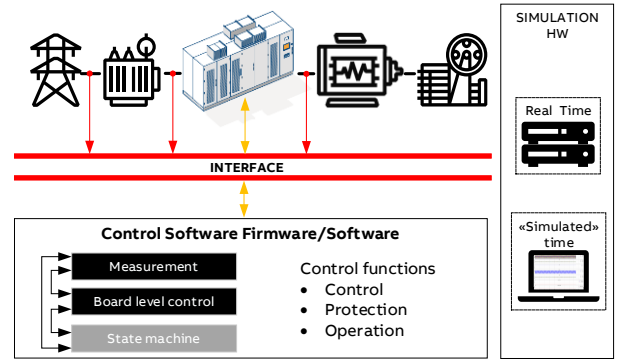 SIMULATION
HW
Real Time
«Simulated»
time
INTERFACE
Control Software Firmware/Software
Measurement
Board level control
State machine
Control functions
• Control
• Protection
• Operation